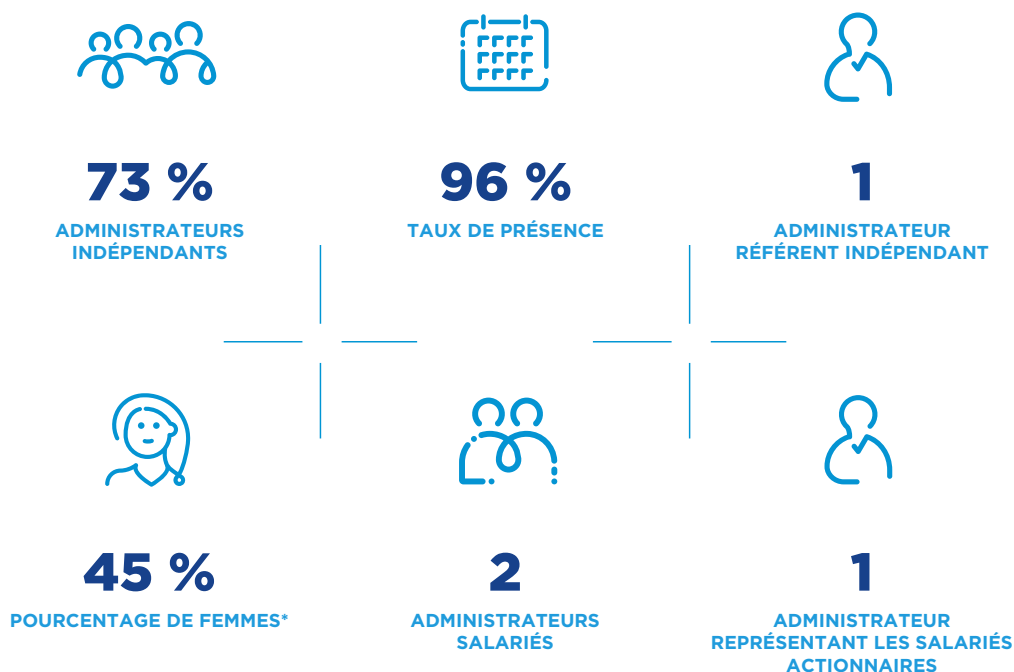 73 %
ADMINISTRATEURS
INDÉPENDANTS
96 %
TAUX DE PRÉSENCE
1
ADMINISTRATEUR
RÉFÉRENT INDÉPENDANT
45 %
POURCENTAGE DE FEMMES*
2
ADMINISTRATEURS
SALARIÉS
1
ADMINISTRATEUR
REPRÉSENTANT LES SALARIÉS
ACTIONNAIRES